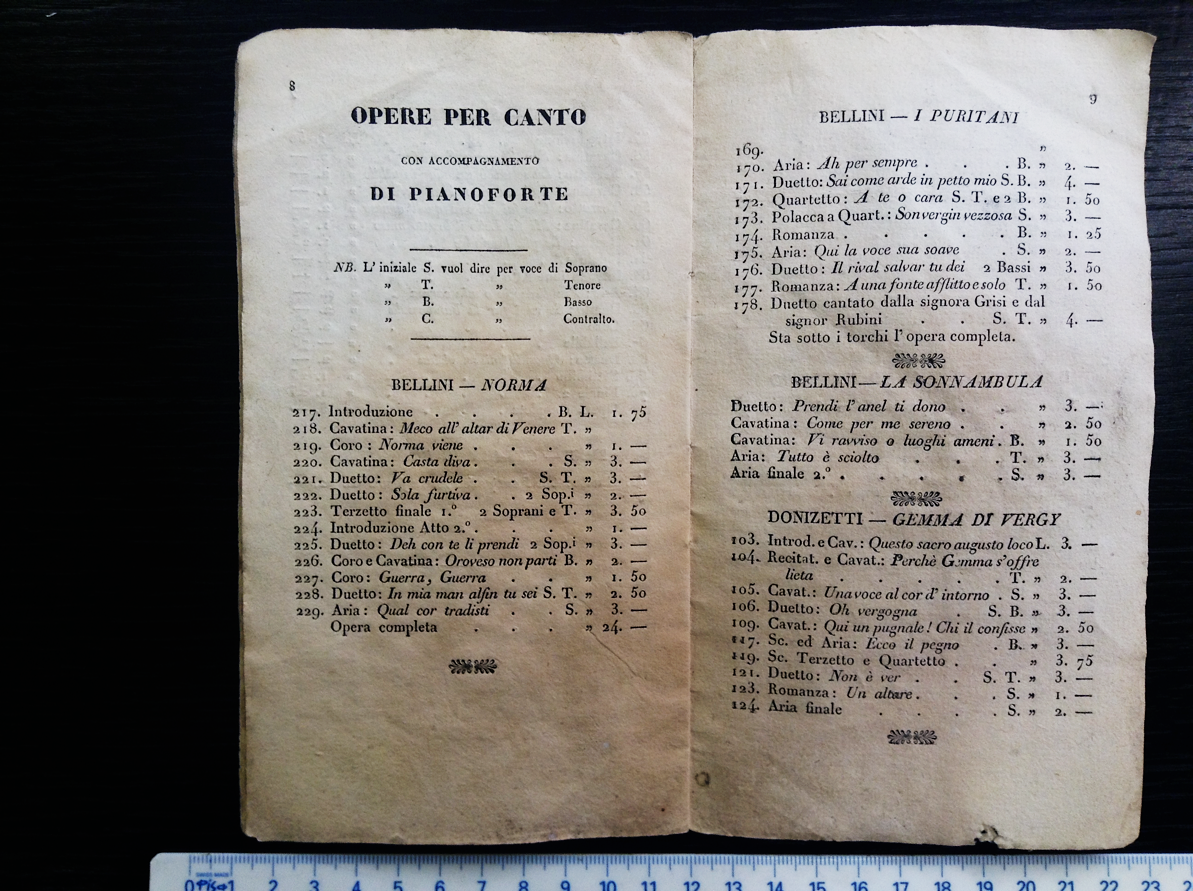 8
OPERE PER CANTO
CON ACCOMPAGNAMENTO
DI PIANOFORTE
NB. L' iniziale S. vuol dire per voce di Soprano
„ T. „ Tenore
„ B. „ Basso
„ C. „ Contralto.
BELLINI — NORMA
217. Introduzione . . . . B. L. 1. 75
218. Cavatina: Meco all' altar di Venere T. „
219. Coro : Norma viene . . . „ 1. —
220. Cavatina: Casta diva . . . S. „ 3. —
221. Duetto: Va crudele . . S. T. „ 3. —
222. Duetto : Sola furtiva . . 2 Sop.i „ 2. —
223. Terzetto finale 1.° 2 Soprani e T. „ 3. 50
224. Introduzione Atto 2.° . . . „ 1. —
225. Duetto: Deh con te li prendi 2 Sop.i „ 3. —
226. Coro e Cavatina: Oroveso non parti B. „ 2. —
227. Coro: Guerra, Guerra . . „ 1. 50
228. Duetto: In mia man alfin tu sei S. T. „ 2. 50
229. Aria: Qual cor tradisti . . S. „ 3. —
Opera completa . . . „ 24. —
9
BELLINI — I PURITANI
169. „
170. Aria: Ah per sempre . . . B. „ 2. —
171. Duetto: Sai come arde in petto mio S. B. „ 4. —
172. Quartetto : A te o cara S. T. e 2 B. „ 1. 50
173. Polacca a Quart.: Son vergin vezzosa S. „ 3. —
174. Romanza . . . . . B. „ 1. 25
175. Aria: Qui la voce sua soave . S. „ 2. —
176. Duetto: Il rival salvar tu dei 2 Bassi „ 3. 50
177. Romanza: A una fonte afflitto e solo T. „ 1. 50
178. Duetto cantato dalla signora Grisi e dal
signor Rubini . . S. T. „ 4. —
Sta sotto i torchi l' opera completa.
BELLINI — LA SONNAMBULA
Duetto: Prendi l' anel ti dono . . „ 3. —
Cavatina: Come per me sereno . . „ 2. 50
Cavatina: Vi ravviso o luoghi ameni . B. „ 1. 50
Aria: Tutto è sciolto . . . T. „ 3. —
Aria finale 2.° . . . . . S. „ 3. —
DONIZETTI — GEMMA DI VERGY
103. Introd. e Cav.: Questo sacro augusto loco L. 3. —
104. Recitat. e Cavat.: Perchè Gemma s' offre
lieta . . . . . T. „ 2. —
105. Cavat.: Una voce al cor d' intorno . S. „ 3. —
106. Duetto: Oh vergogna . S. B. „ 3. —
109. Cavat.: Qui un pugnale! Chi il confisse „ 2. 50
117. Sc. ed Aria: Ecco il pegno . B. „ 3. —
119. Sc. Terzetto e Quartetto . . „ 3. 75
121. Duetto: Non è ver . . S. T. „ 3. —
123. Romanza: Un altare . . . S. „ 1. —
124. Aria finale . . . . S. „ 2. —
0 1 2 3 4 5 6 7 8 9 10 11 12 13 14 15 16 17 18 19 20 21 22 23